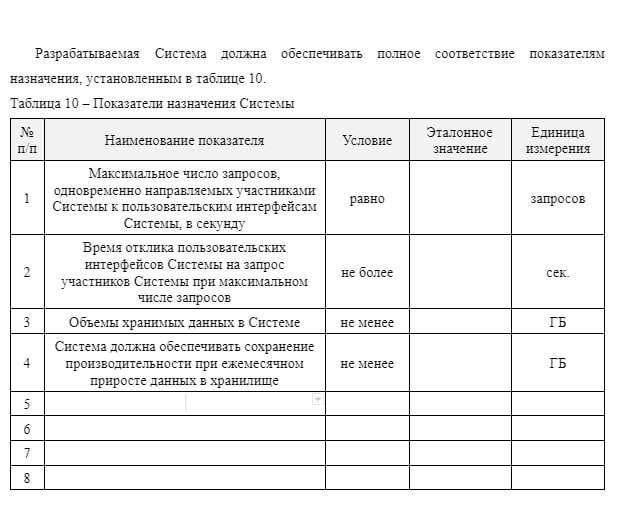 Разрабатываемая Система должна обеспечивать полное соответствие показателям
назначения, установленным в таблице 10.
Таблица 10 – Показатели назначения Системы
№ п/п Наименование показателя Условие Эталонное значение Единица измерения
1
Максимальное число запросов,
одновременно направляемых участниками
Системы к пользовательским интерфейсам
Системы, в секунду
равно
запросов
2
Время отклика пользовательских
интерфейсов Системы на запрос
участников Системы при максимальном
числе запросов
не более
сек.
3
Объемы хранимых данных в Системе
не менее
ГБ
4
Система должна обеспечивать сохранение
производительности при ежемесячном
приросте данных в хранилище
не менее
ГБ
5
6
7
8